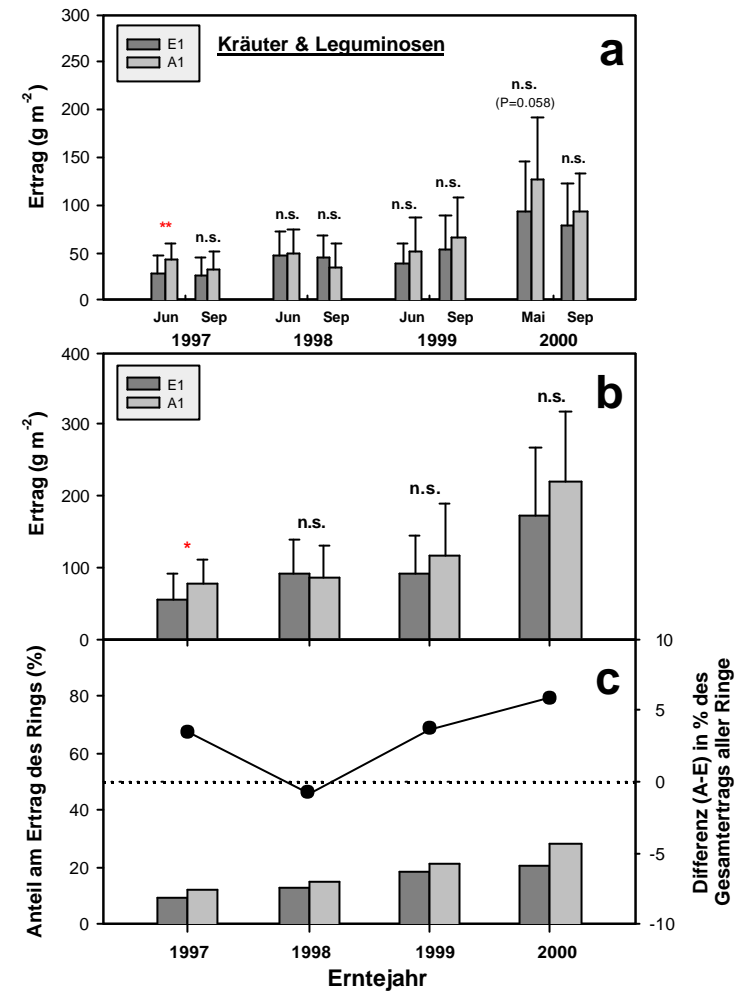 300
250
200
150
100
50
0
Ertrag (g m-2)
E1
A1
Kräuter & Leguminosen
a
**
n.s.
n.s.
n.s.
n.s.
n.s.
n.s.
(P=0.058)
n.s.
Jun Sep Jun Sep Jun Sep Mai Sep
1997 1998 1999 2000
400
300
200
100
0
Ertrag (g m-2)
E1
A1
b
*
n.s.
n.s.
n.s.
80
60
40
20
0
Anteil am Ertrag des Rings (%)
c
10
5
0
-5
-10
Differenz (A-E) in % des
Gesamtertrags aller Ringe
1997 1998 1999 2000
Erntejahr